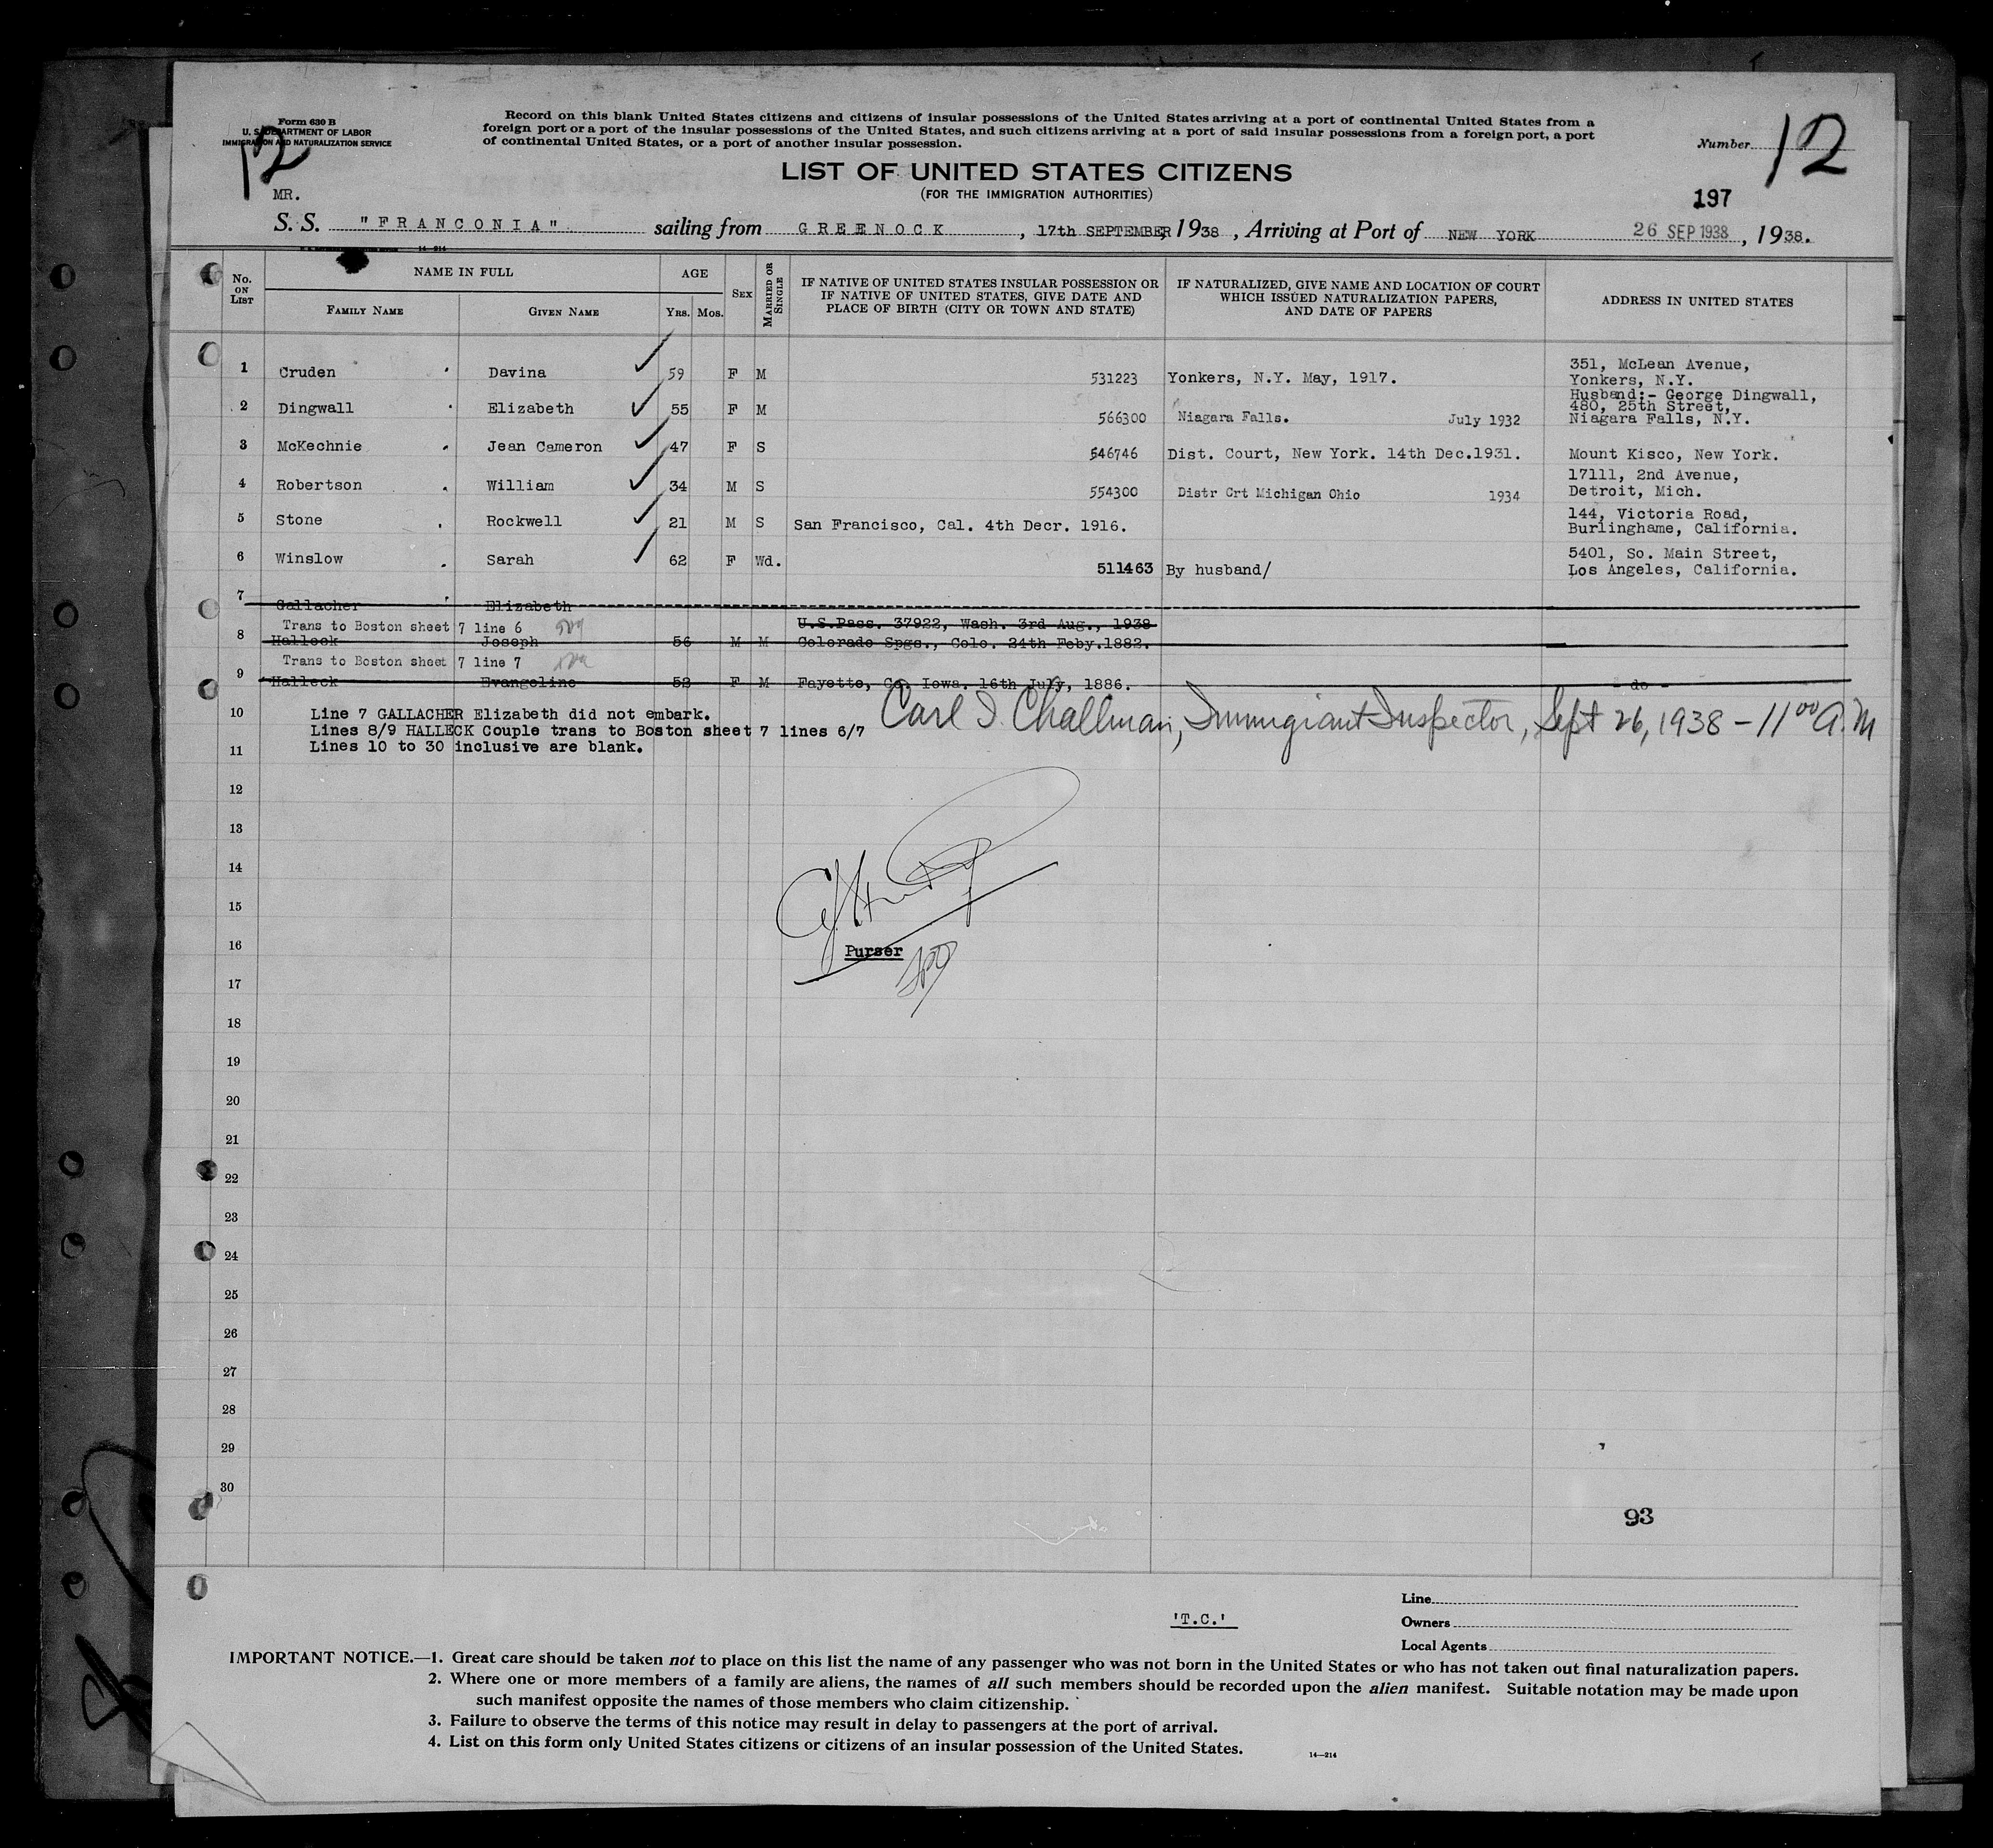 Form 630 B
U. S. DEPARTMENT OF LABOR
IMMIGRATION AND NATURALIZATION SERVICE
12
MR.
Record on this blank United States citizens and citizens of insular possessions of the United States arriving at a port of continental United States from a
foreign port or a port of the insular possessions of the United States, and such citizens arriving at a port of said insular possessions from a foreign port, a port
of continental United States, or a port of another insular possession.
Number 12
LIST OF UNITED STATES CITIZENS
(FOR THE IMMIGRATION AUTHORITIES)
197
S. S. "FRANCONIA" sailing from GREENOCK, 17th SEPTEMBER 1938, Arriving at Port of NEW YORK 26 SEP 1938, 1938.
14-214
No. ON LIST
NAME IN FULL
FAMILY NAME
GIVEN NAME
AGE
YRS. MOS.
SEX
MARRIED OR SINGLE
IF NATIVE OF UNITED STATES INSULAR POSSESSION OR
IF NATIVE OF UNITED STATES, GIVE DATE AND
PLACE OF BIRTH (CITY OR TOWN AND STATE)
IF NATURALIZED, GIVE NAME AND LOCATION OF COURT
WHICH ISSUED NATURALIZATION PAPERS,
AND DATE OF PAPERS
ADDRESS IN UNITED STATES
1 Cruden Davina 59 F M 531223 Yonkers, N.Y. May, 1917. 351, McLean Avenue,
Yonkers, N.Y.
2 Dingwall Elizabeth 55 F M 566300 Niagara Falls. July 1932 Husband:- George Dingwall,
480, 25th Street,
Niagara Falls, N.Y.
3 McKechnie Jean Cameron 47 F S 546746 Dist. Court, New York. 14th Dec.1931. Mount Kisco, New York.
4 Robertson William 34 M S 554300 Distr Crt Michigan Ohio 1934 17111, 2nd Avenue,
Detroit, Mich.
5 Stone Rockwell 21 M S San Francisco, Cal. 4th Decr. 1916. 144, Victoria Road,
Burlinghame, California.
6 Winslow Sarah 62 F Wd. 511463 By husband/ 5401, So. Main Street,
Los Angeles, California.
7 Gallacher Elizabeth
Trans to Boston sheet 7 line 6 U.S.Pass. 37922, Wash. 3rd Aug., 1938
8 Halleck Joseph 56 M M Colorado Spgs., Colo. 24th Feby.1882.
Trans to Boston sheet 7 line 7
9 Halleck Evangeline 52 F M Fayette, Co. Iowa. 16th July, 1886. - do -
10 Line 7 GALLACHER Elizabeth did not embark.
Lines 8/9 HALLECK Couple trans to Boston sheet 7 lines 6/7
11 Lines 10 to 30 inclusive are blank.
Carl I. Challman, Immigrant Inspector, Sept 26, 1938 - 11 00 A.M
12
13
14
15
16
Purser
17
18
19
20
21
22
23
24
25
26
27
28
29
30
93
'T.C.'
Line
Owners
Local Agents
IMPORTANT NOTICE.—1. Great care should be taken not to place on this list the name of any passenger who was not born in the United States or who has not taken out final naturalization papers.
2. Where one or more members of a family are aliens, the names of all such members should be recorded upon the alien manifest. Suitable notation may be made upon
such manifest opposite the names of those members who claim citizenship.
3. Failure to observe the terms of this notice may result in delay to passengers at the port of arrival.
4. List on this form only United States citizens or citizens of an insular possession of the United States.
14—214